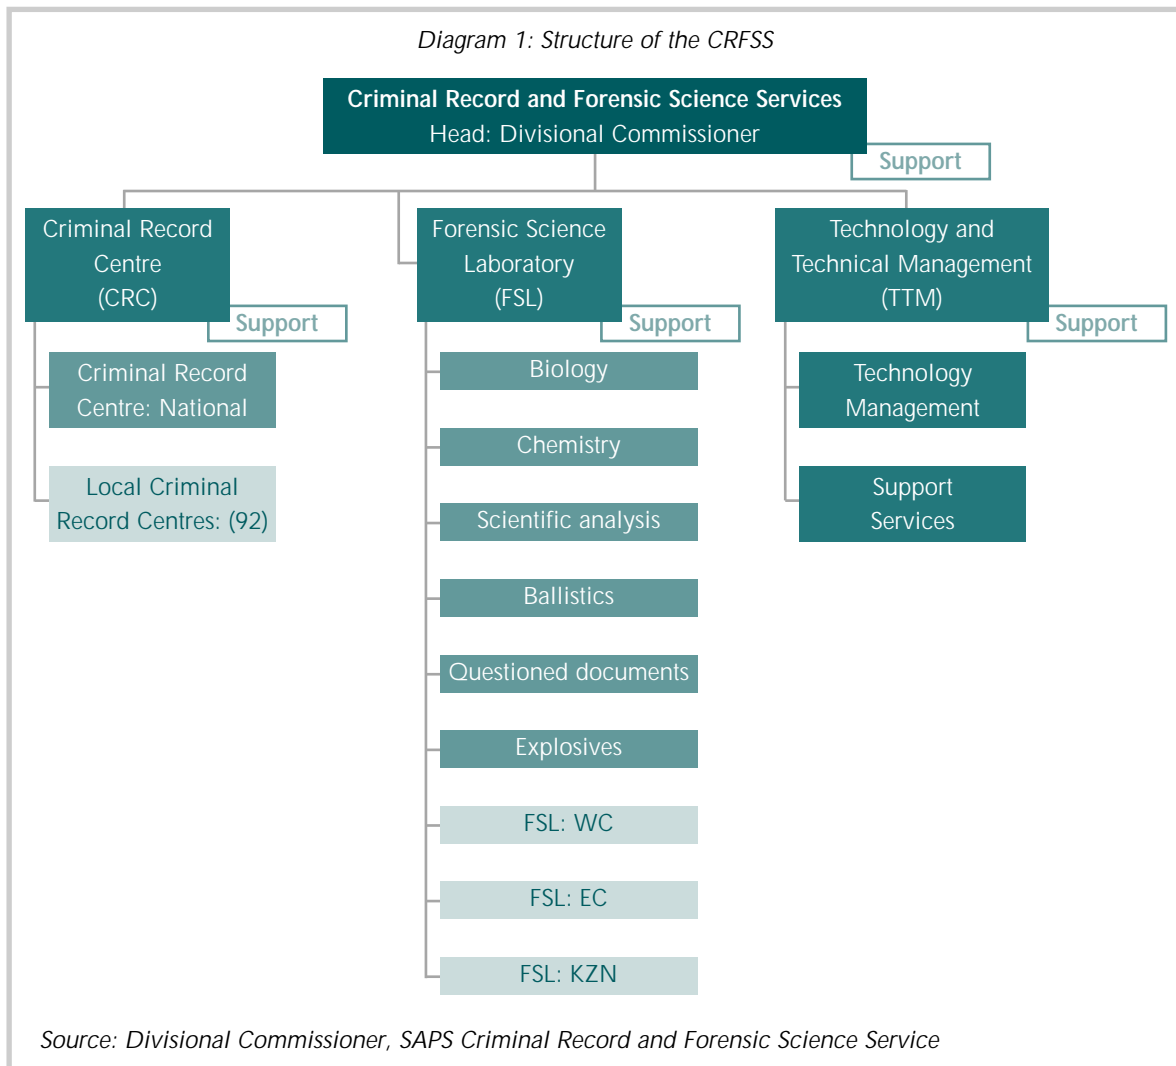 Diagram 1: Structure of the CRFSS
Criminal Record and Forensic Science Services
Head: Divisional Commissioner
Support
Criminal Record
Centre
(CRC)
Support
Criminal Record
Centre: National
Local Criminal
Record Centres: (92)
Forensic Science
Laboratory
(FSL)
Support
Biology
Chemistry
Scientific analysis
Ballistics
Questioned documents
Explosives
FSL: WC
FSL: EC
FSL: KZN
Technology and
Technical Management
(TTM)
Support
Technology
Management
Support
Services
Source: Divisional Commissioner, SAPS Criminal Record and Forensic Science Service